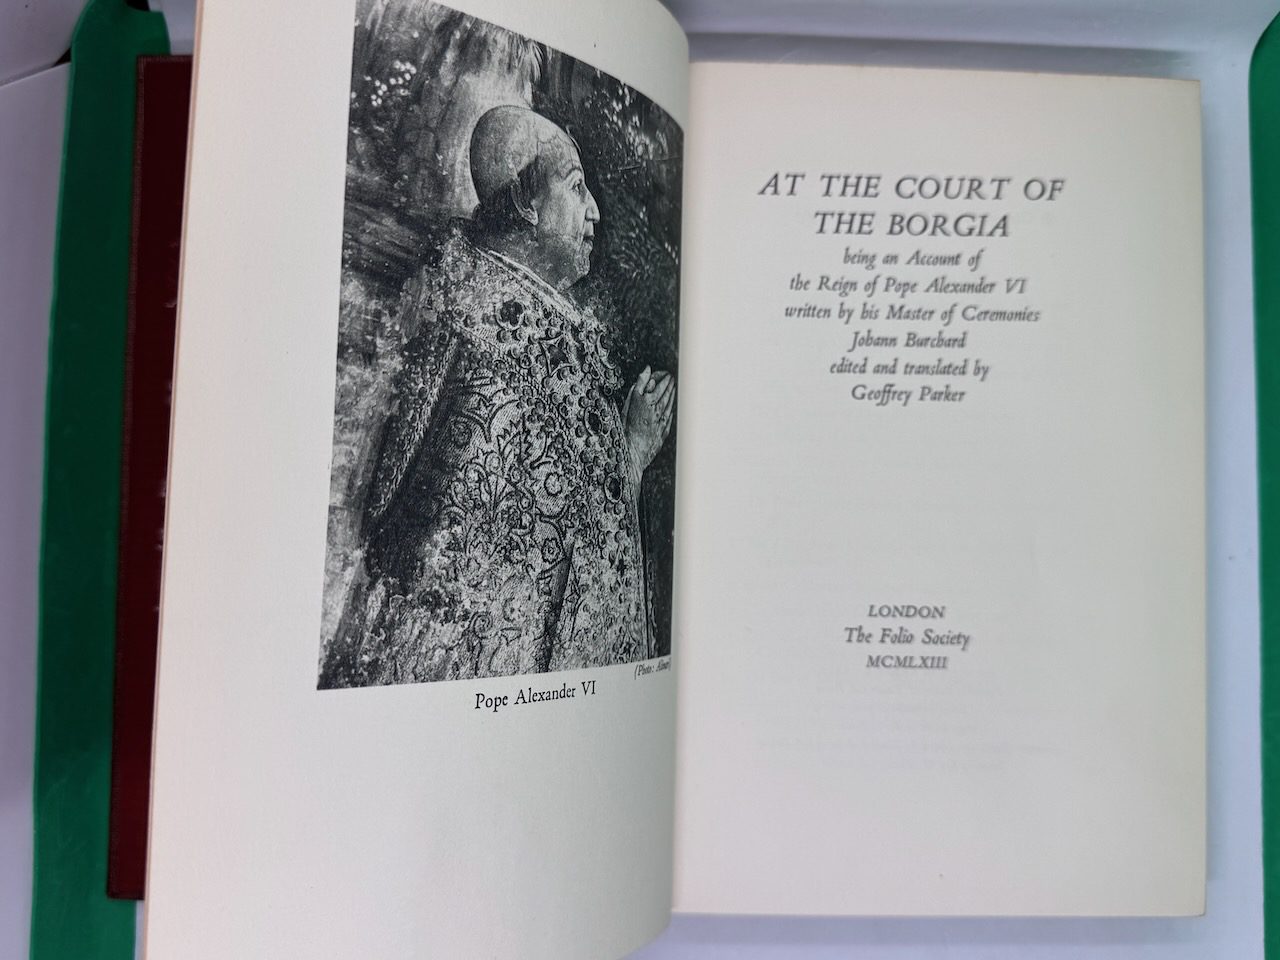 (Photo:
Pope Alexander VI
AT THE COURT OF
THE BORGIA
being an Account of
the Reign of Pope Alexander VI
written by his Master of Ceremonies
Johann Burchard
edited and translated by
Geoffrey Parker
LONDON
The Folio Society
MCMLXIII